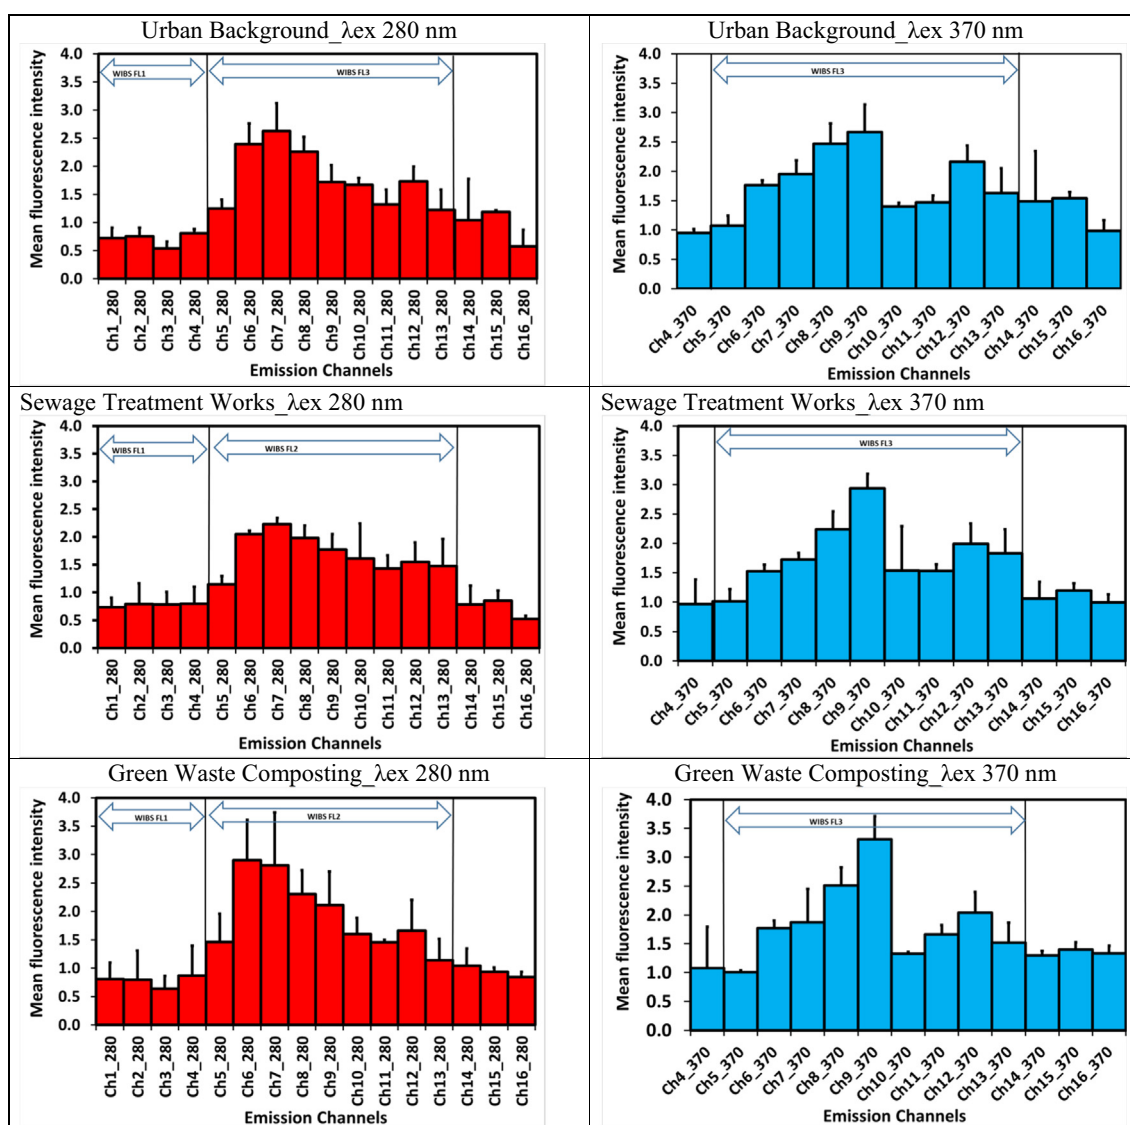 Urban Background_λex 280 nm
Mean fluorescence intensity
4.0
3.5
3.0
2.5
2.0
1.5
1.0
0.5
0.0
WIBS FL1
WIBS FL3
Ch1_280
Ch2_280
Ch3_280
Ch4_280
Ch5_280
Ch6_280
Ch7_280
Ch8_280
Ch9_280
Ch10_280
Ch11_280
Ch12_280
Ch13_280
Ch14_280
Ch15_280
Ch16_280
Emission Channels
Urban Background_λex 370 nm
Mean fluorescence intensity
4.0
3.5
3.0
2.5
2.0
1.5
1.0
0.5
0.0
WIBS FL3
Ch4_370
Ch5_370
Ch6_370
Ch7_370
Ch8_370
Ch9_370
Ch10_370
Ch11_370
Ch12_370
Ch13_370
Ch14_370
Ch15_370
Ch16_370
Emission Channels
Sewage Treatment Works_λex 280 nm
Mean fluorescence intensity
4.0
3.5
3.0
2.5
2.0
1.5
1.0
0.5
0.0
WIBS FL1
WIBS FL2
Ch1_280
Ch2_280
Ch3_280
Ch4_280
Ch5_280
Ch6_280
Ch7_280
Ch8_280
Ch9_280
Ch10_280
Ch11_280
Ch12_280
Ch13_280
Ch14_280
Ch15_280
Ch16_280
Emission Channels
Sewage Treatment Works_λex 370 nm
Mean fluorescence intensity
4.0
3.5
3.0
2.5
2.0
1.5
1.0
0.5
0.0
WIBS FL3
Ch4_370
Ch5_370
Ch6_370
Ch7_370
Ch8_370
Ch9_370
Ch10_370
Ch11_370
Ch12_370
Ch13_370
Ch14_370
Ch15_370
Ch16_370
Emission Channels
Green Waste Composting_λex 280 nm
Mean fluorescence intensity
4.0
3.5
3.0
2.5
2.0
1.5
1.0
0.5
0.0
WIBS FL1
WIBS FL2
Ch1_280
Ch2_280
Ch3_280
Ch4_280
Ch5_280
Ch6_280
Ch7_280
Ch8_280
Ch9_280
Ch10_280
Ch11_280
Ch12_280
Ch13_280
Ch14_280
Ch15_280
Ch16_280
Emission Channels
Green Waste Composting_λex 370 nm
Mean fluorescence intensity
4.0
3.5
3.0
2.5
2.0
1.5
1.0
0.5
0.0
WIBS FL3
Ch4_370
Ch5_370
Ch6_370
Ch7_370
Ch8_370
Ch9_370
Ch10_370
Ch11_370
Ch12_370
Ch13_370
Ch14_370
Ch15_370
Ch16_370
Emission Channels